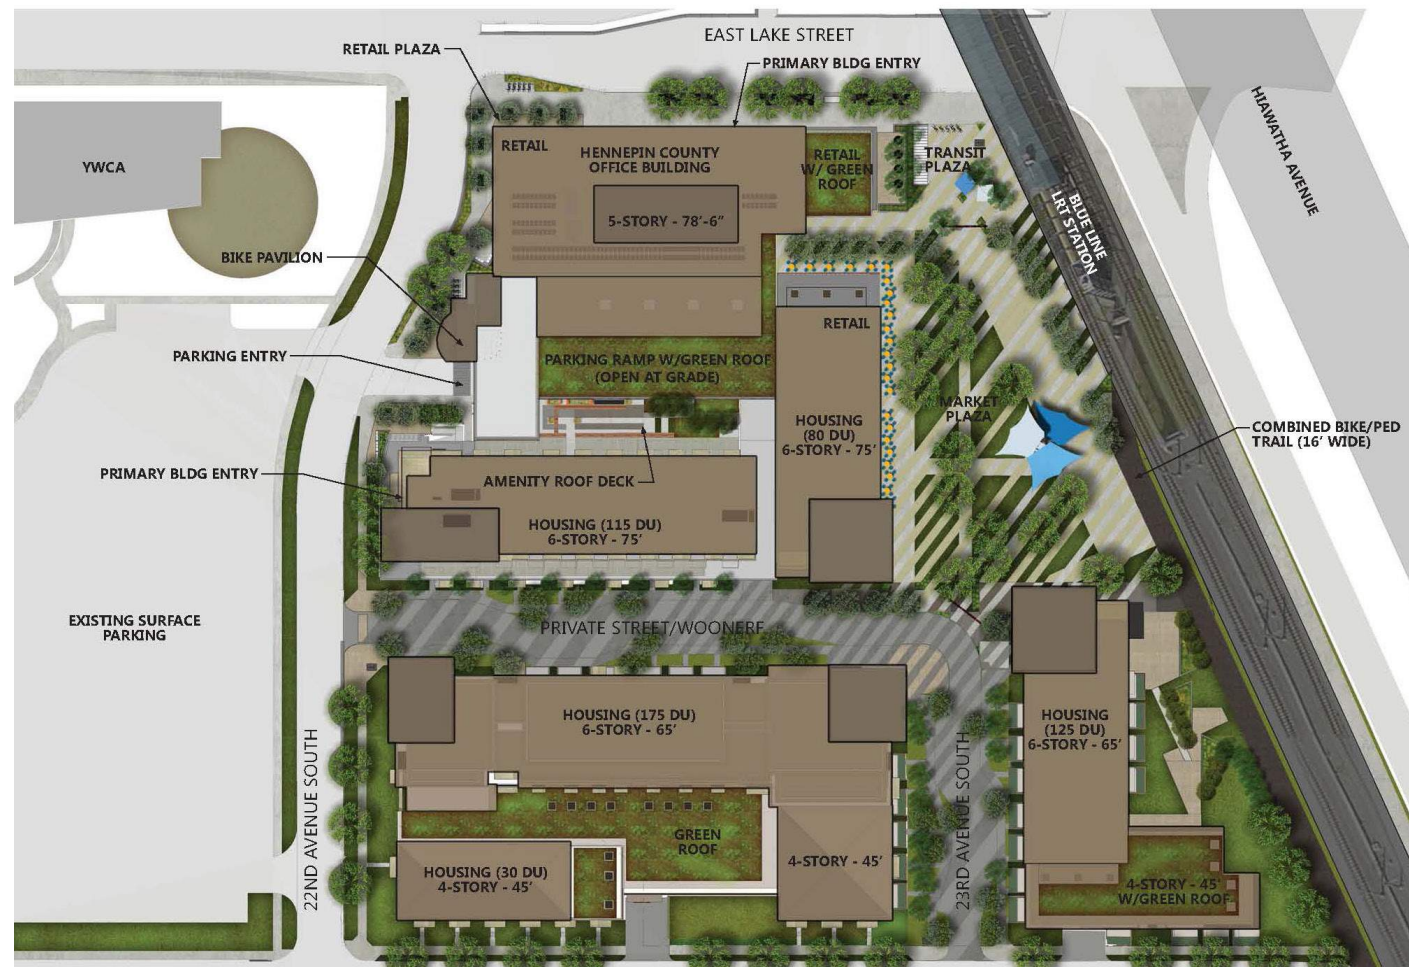 EAST LAKE STREET
RETAIL PLAZA
PRIMARY BLDG ENTRY
HIAWATHA AVENUE
RETAIL
HENNEPIN COUNTY
OFFICE BUILDING
RETAIL
W/ GREEN
ROOF
TRANSIT
PLAZA
YWCA
5-STORY - 78'-6"
BLUE LINE
LRT STATION
BIKE PAVILION
RETAIL
PARKING ENTRY
PARKING RAMP W/GREEN ROOF
(OPEN AT GRADE)
MARKET
PLAZA
HOUSING
(80 DU)
6-STORY - 75'
COMBINED BIKE/PED
TRAIL (16' WIDE)
PRIMARY BLDG ENTRY
AMENITY ROOF DECK
HOUSING (115 DU)
6-STORY - 75'
EXISTING SURFACE
PARKING
PRIVATE STREET/WOONERF
HOUSING (175 DU)
6-STORY - 65'
HOUSING
(125 DU)
6-STORY - 65'
22ND AVENUE SOUTH
23RD AVENUE SOUTH
GREEN
ROOF
HOUSING (30 DU)
4-STORY - 45'
4-STORY - 45'
4-STORY - 45'
W/GREEN ROOF